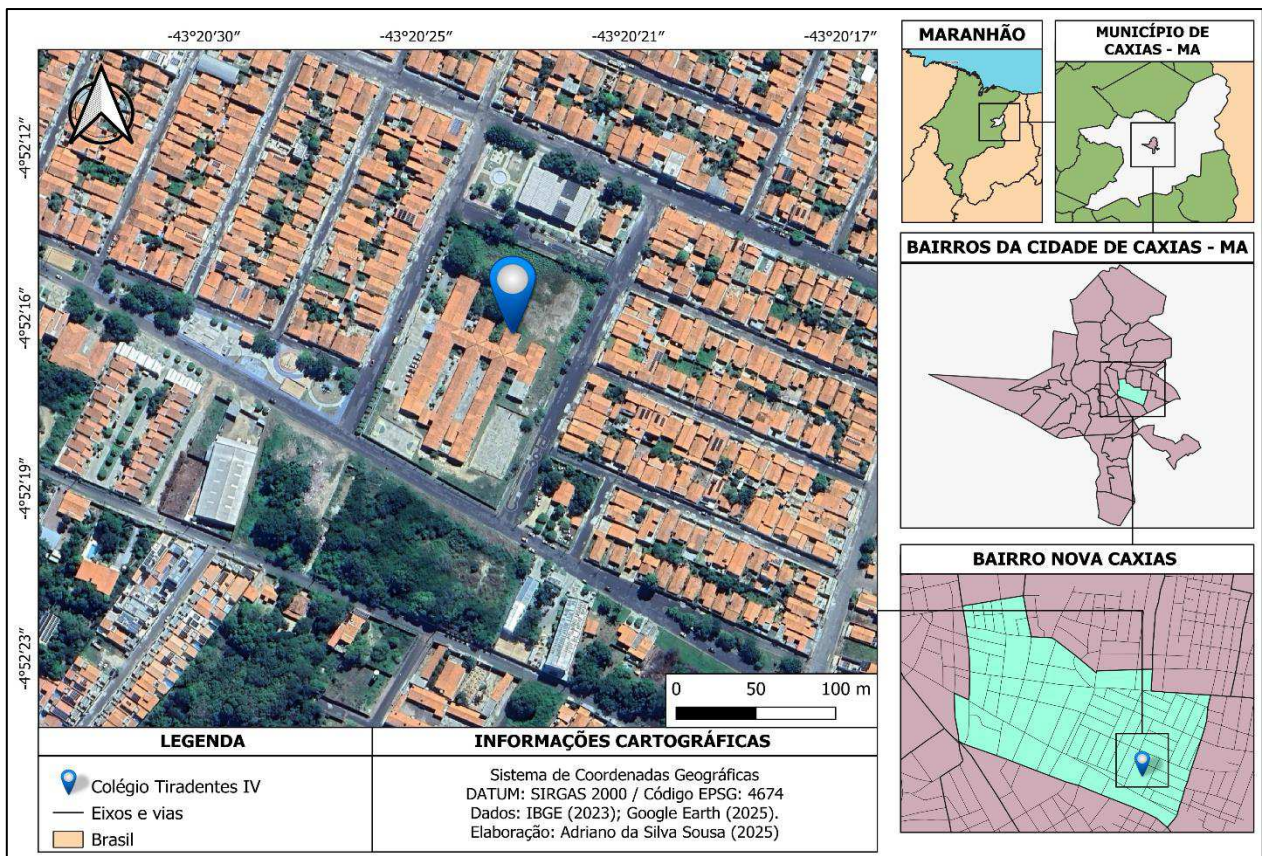 -43°20'30"
-43°20'25"
-43°20'21"
-43°20'17"
-4°52'12"
-4°52'16"
-4°52'19"
-4°52'23"
0 50 100 m
MARANHÃO
MUNICÍPIO DE
CAXIAS - MA
BAIRROS DA CIDADE DE CAXIAS - MA
BAIRRO NOVA CAXIAS
LEGENDA
Colégio Tiradentes IV
Eixos e vias
Brasil
INFORMAÇÕES CARTOGRÁFICAS
Sistema de Coordenadas Geográficas
DATUM: SIRGAS 2000 / Código EPSG: 4674
Dados: IBGE (2023); Google Earth (2025).
Elaboração: Adriano da Silva Sousa (2025)